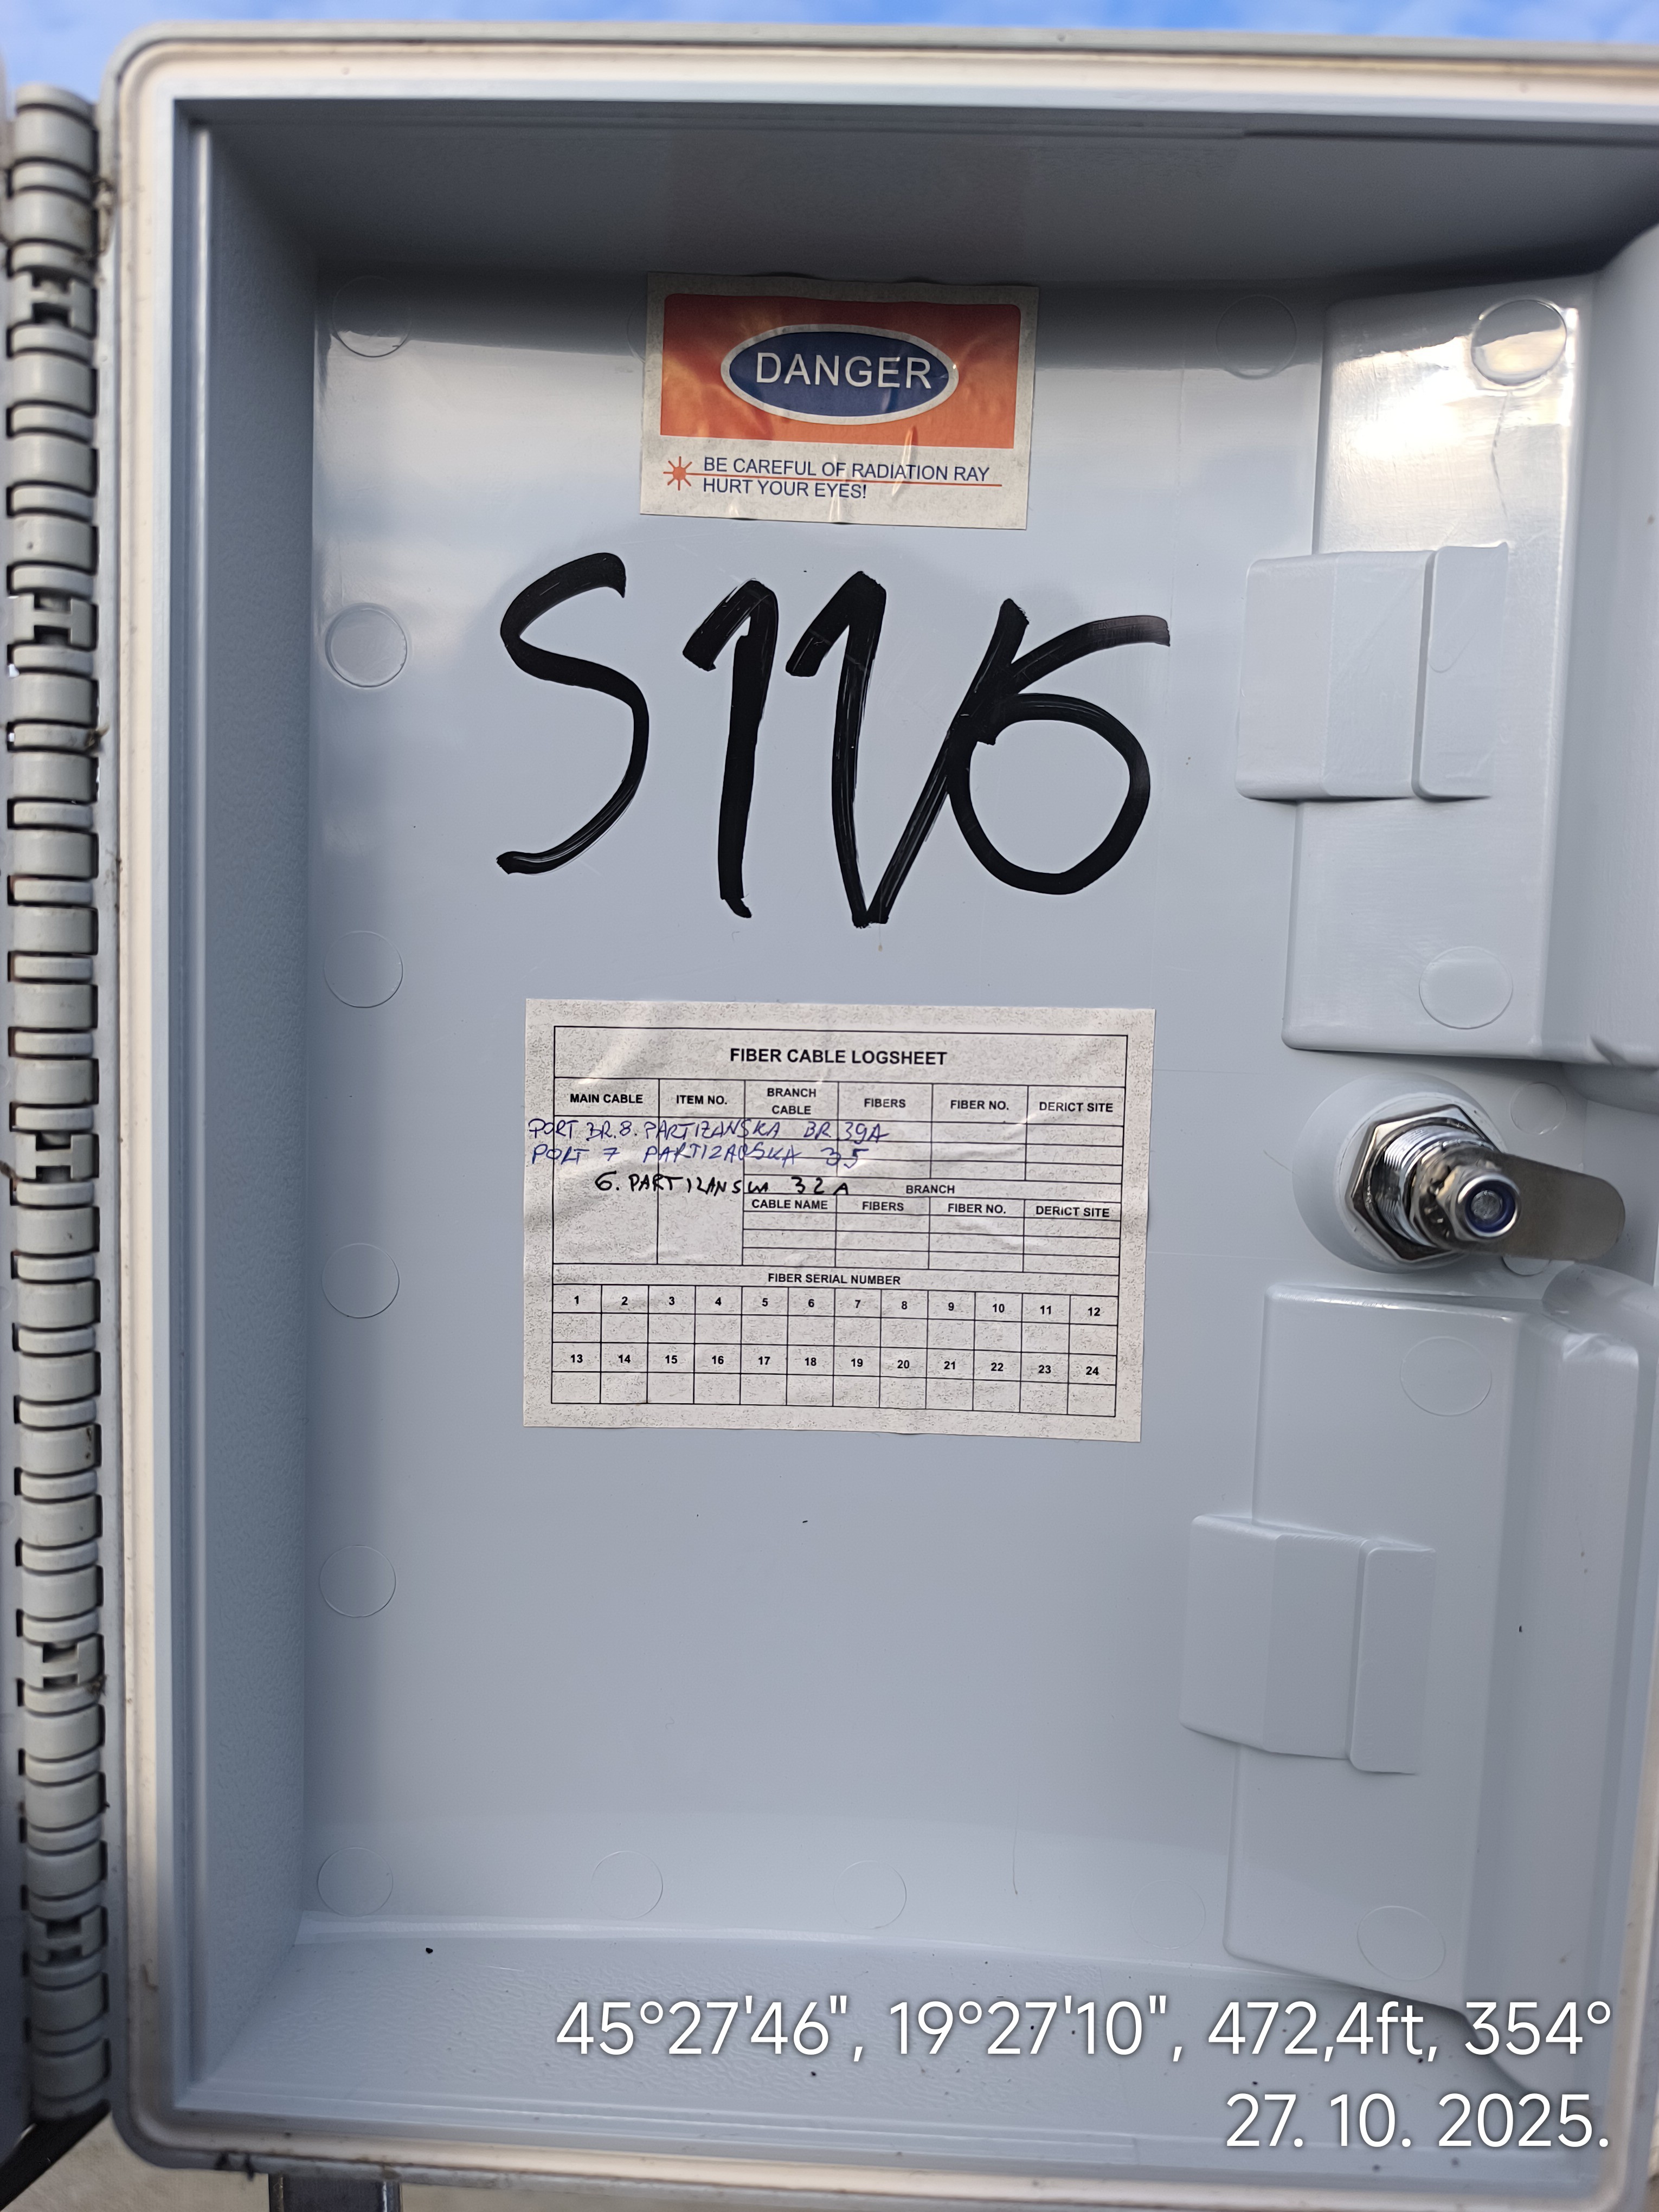 DANGER
BE CAREFUL OF RADIATION RAY
HURT YOUR EYES!
S11/6
FIBER CABLE LOGSHEET
MAIN CABLE ITEM NO. BRANCH CABLE FIBERS FIBER NO. DERICT SITE
PORT BR.8. PARTIZANSKA BR 39A
PORT 7 PARTIZANSKA 35
6. PARTIZANSKA 32A
BRANCH
CABLE NAME FIBERS FIBER NO. DERICT SITE
FIBER SERIAL NUMBER
1 2 3 4 5 6 7 8 9 10 11 12
13 14 15 16 17 18 19 20 21 22 23 24
45°27'46", 19°27'10", 472,4ft, 354°
27. 10. 2025.